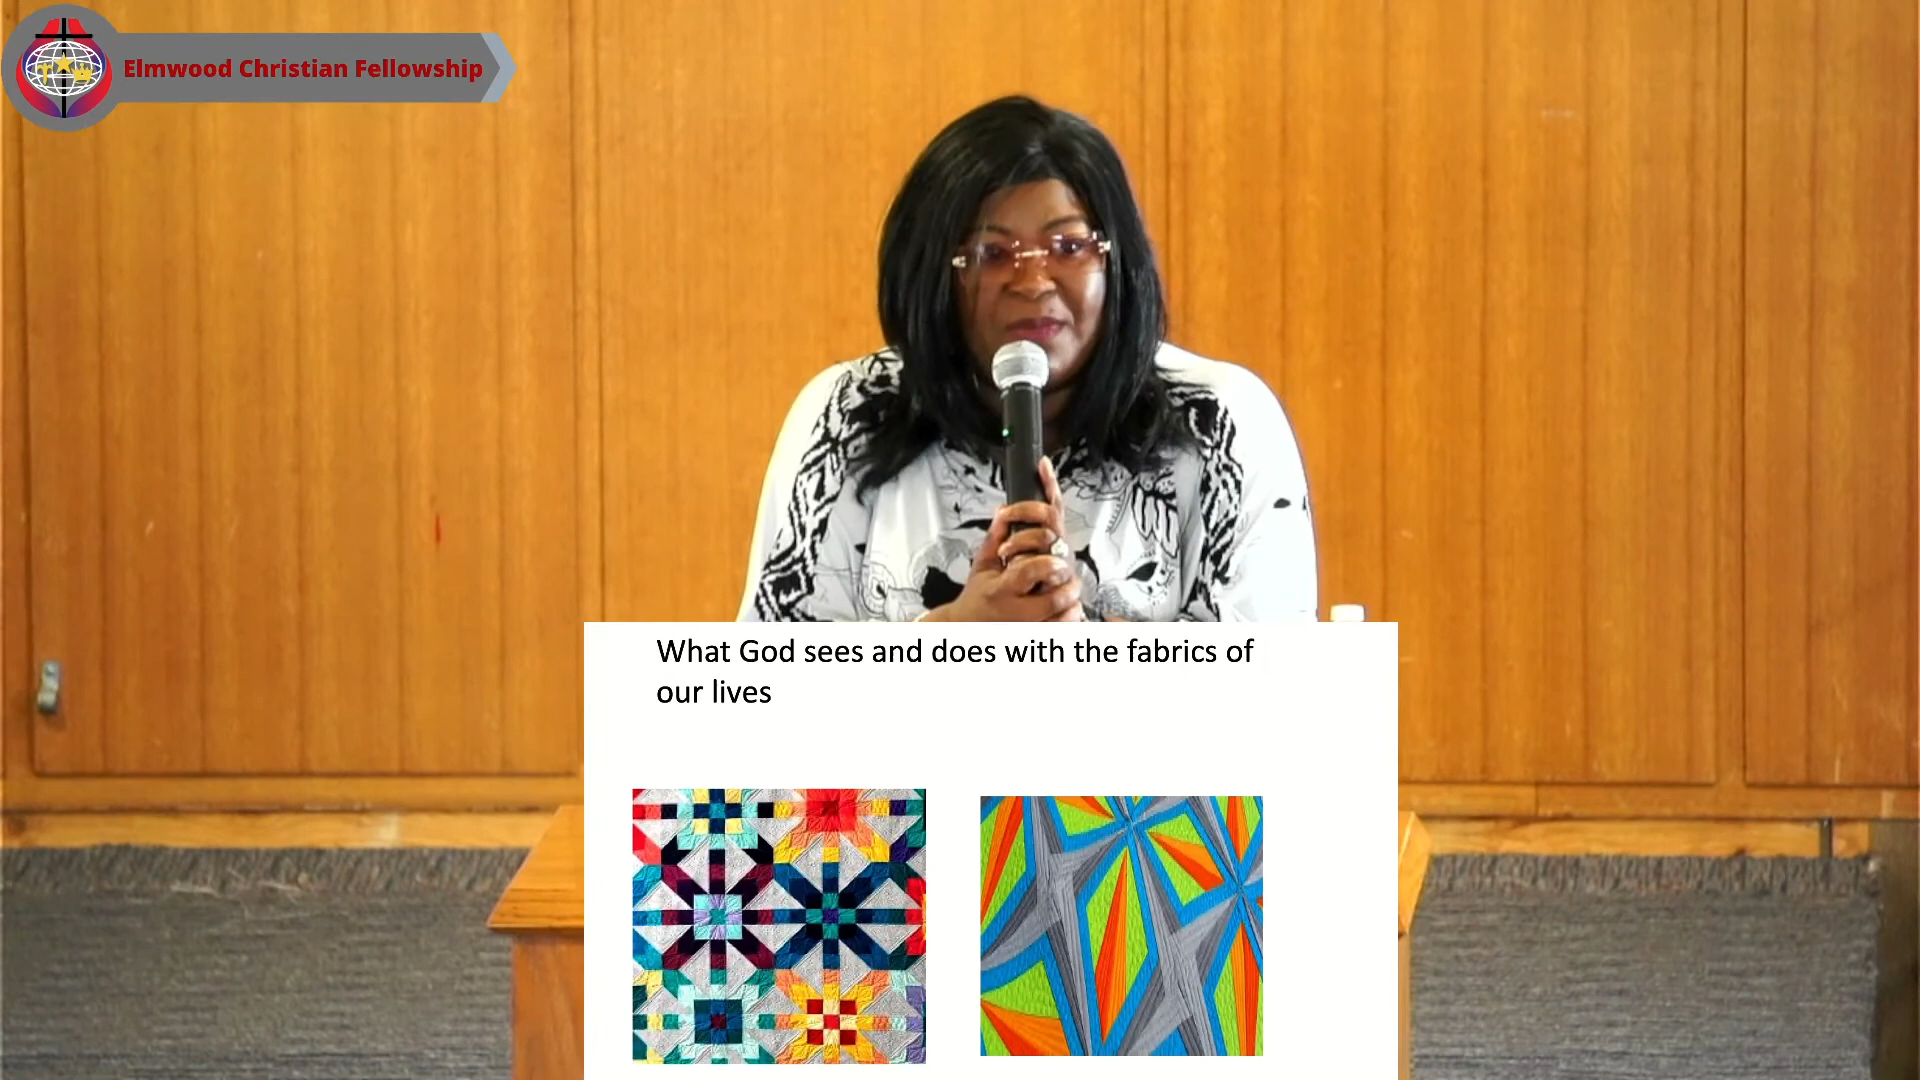 Elmwood Christian Fellowship
What God sees and does with the fabrics of
our lives